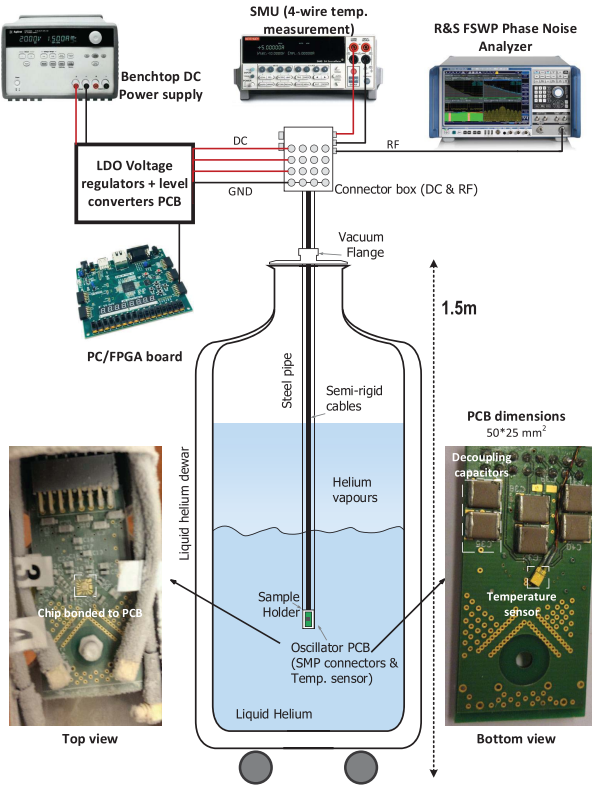 SMU (4-wire temp.
measurement)
R&S FSWP Phase Noise
Analyzer
Benchtop DC
Power supply
DC
RF
LDO Voltage
regulators + level
converters PCB
GND
Connector box (DC & RF)
Vacuum
Flange
1.5m
PC/FPGA board
Steel pipe
Semi-rigid
cables
PCB dimensions
50*25 mm2
Decoupling
capacitors
Liquid helium dewar
Helium
vapours
Chip bonded to PCB
Sample
Holder
Temperature
sensor
Oscillator PCB
(SMP connectors &
Temp. sensor)
Liquid Helium
Top view
Bottom view